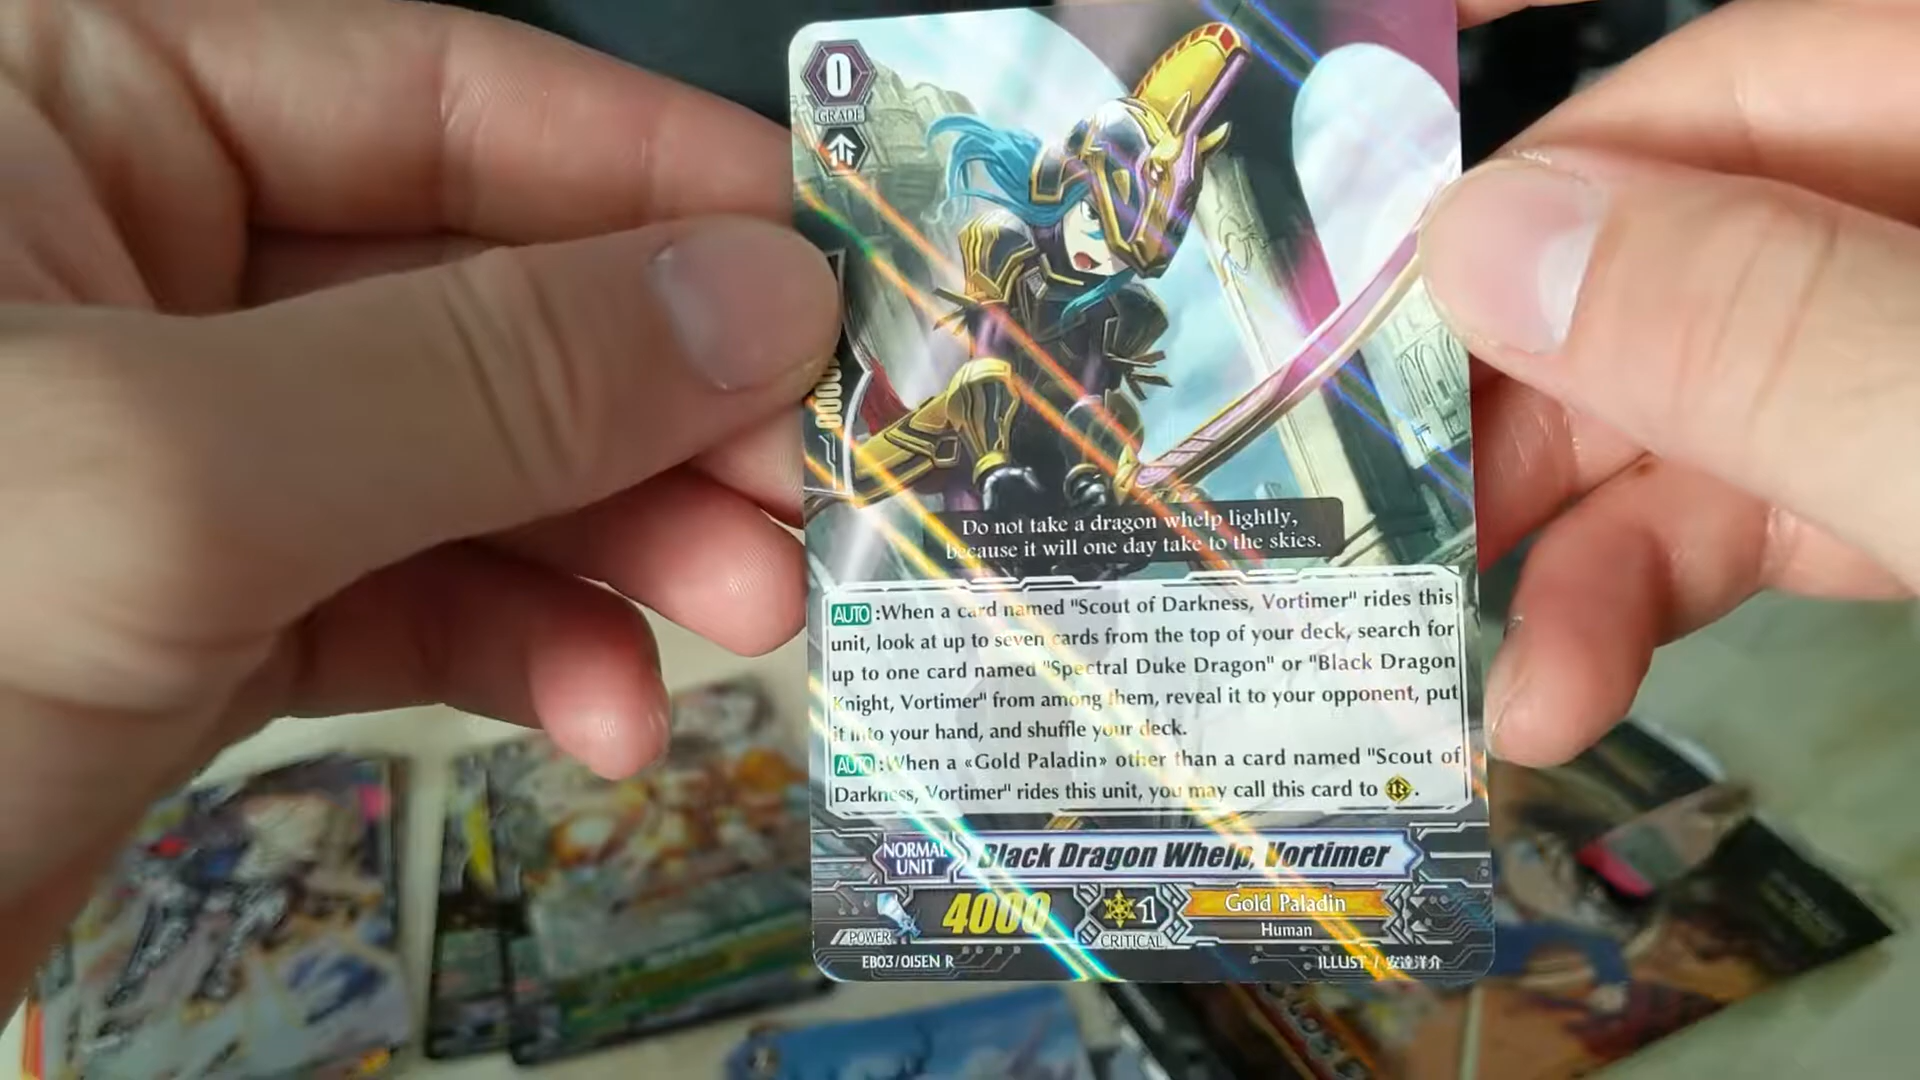 0
GRADE
Do not take a dragon whelp lightly,
because it will one day take to the skies.
AUTO:When a card named "Scout of Darkness, Vortimer" rides this
unit, look at up to seven cards from the top of your deck, search for
up to one card named "Spectral Duke Dragon" or "Black Dragon
Knight, Vortimer" from among them, reveal it to your opponent, put
it into your hand, and shuffle your deck.
AUTO:When a «Gold Paladin» other than a card named "Scout of
Darkness, Vortimer" rides this unit, you may call this card to R.
NORMAL
UNIT
Black Dragon Whelp, Vortimer
POWER
4000
1
CRITICAL
Gold Paladin
Human
EB03/015EN R
ILLUST / 安達洋介